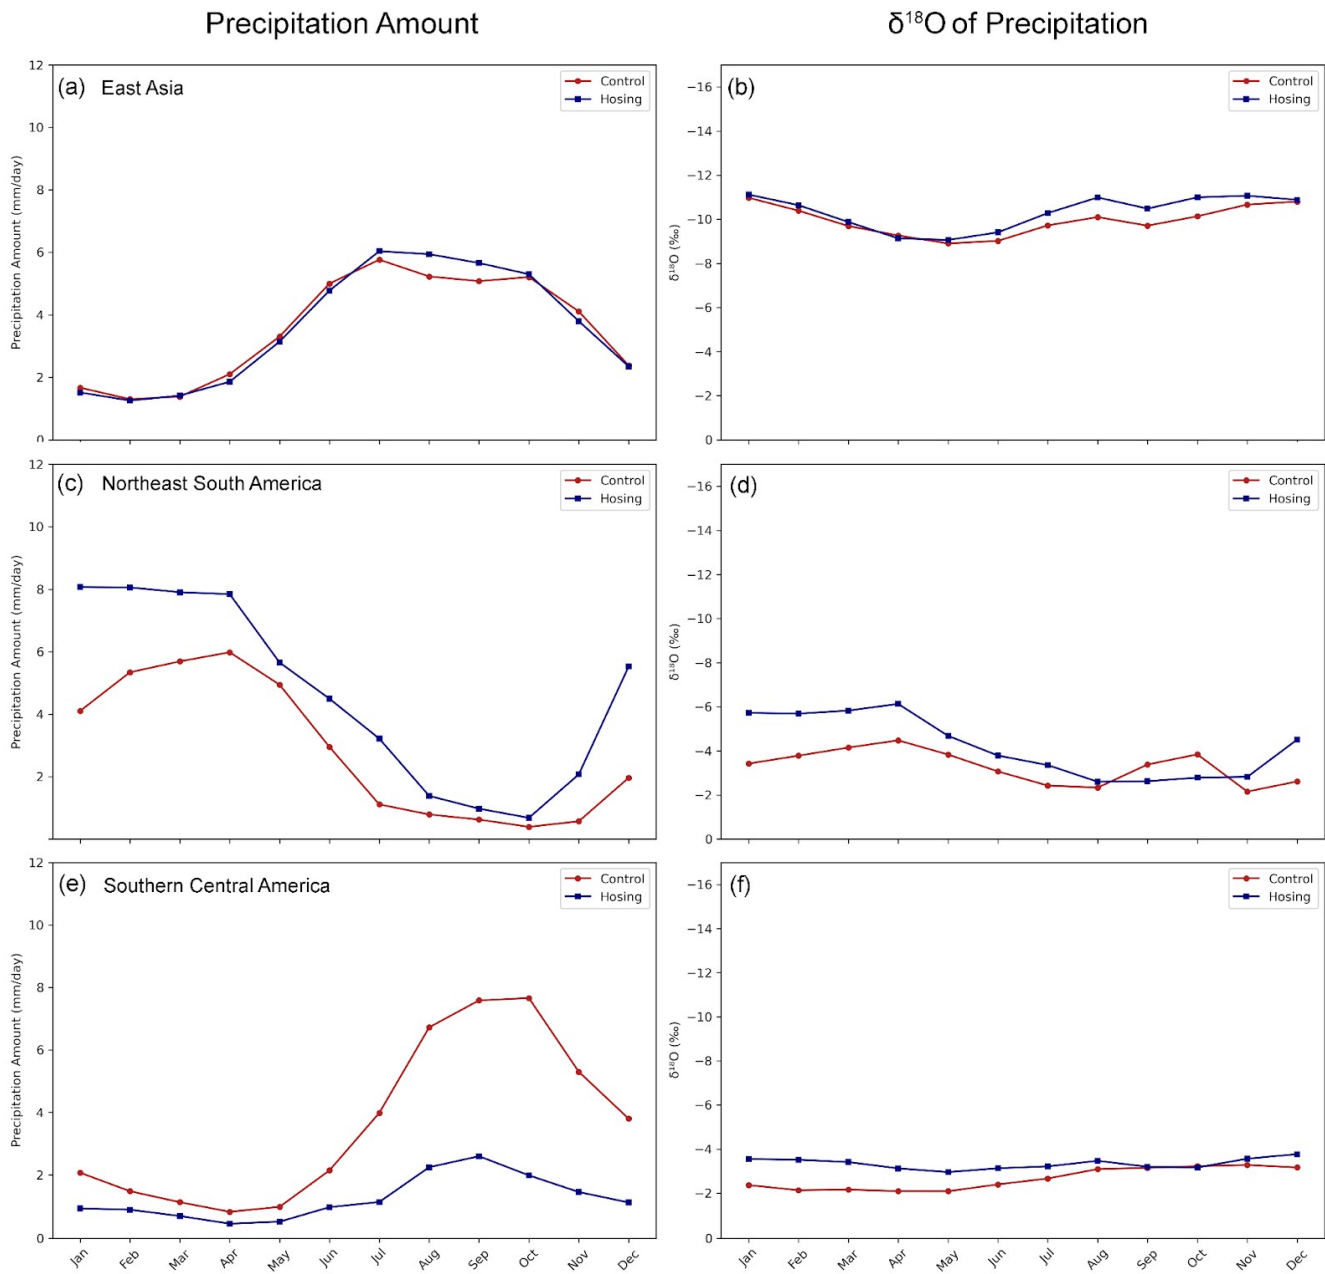 Precipitation Amount
δ¹⁸O of Precipitation
(a) East Asia
Control
Hosing
Precipitation Amount (mm/day)
12
10
8
6
4
2
0
(b)
Control
Hosing
δ¹⁸O (‰)
−16
−14
−12
−10
−8
−6
−4
−2
0
(c) Northeast South America
Control
Hosing
Precipitation Amount (mm/day)
12
10
8
6
4
2
(d)
Control
Hosing
δ¹⁸O (‰)
−16
−14
−12
−10
−8
−6
−4
−2
0
(e) Southern Central America
Control
Hosing
Precipitation Amount (mm/day)
12
10
8
6
4
2
0
Jan Feb Mar Apr May Jun Jul Aug Sep Oct Nov Dec
(f)
Control
Hosing
δ¹⁸O (‰)
−16
−14
−12
−10
−8
−6
−4
−2
0
Jan Feb Mar Apr May Jun Jul Aug Sep Oct Nov Dec